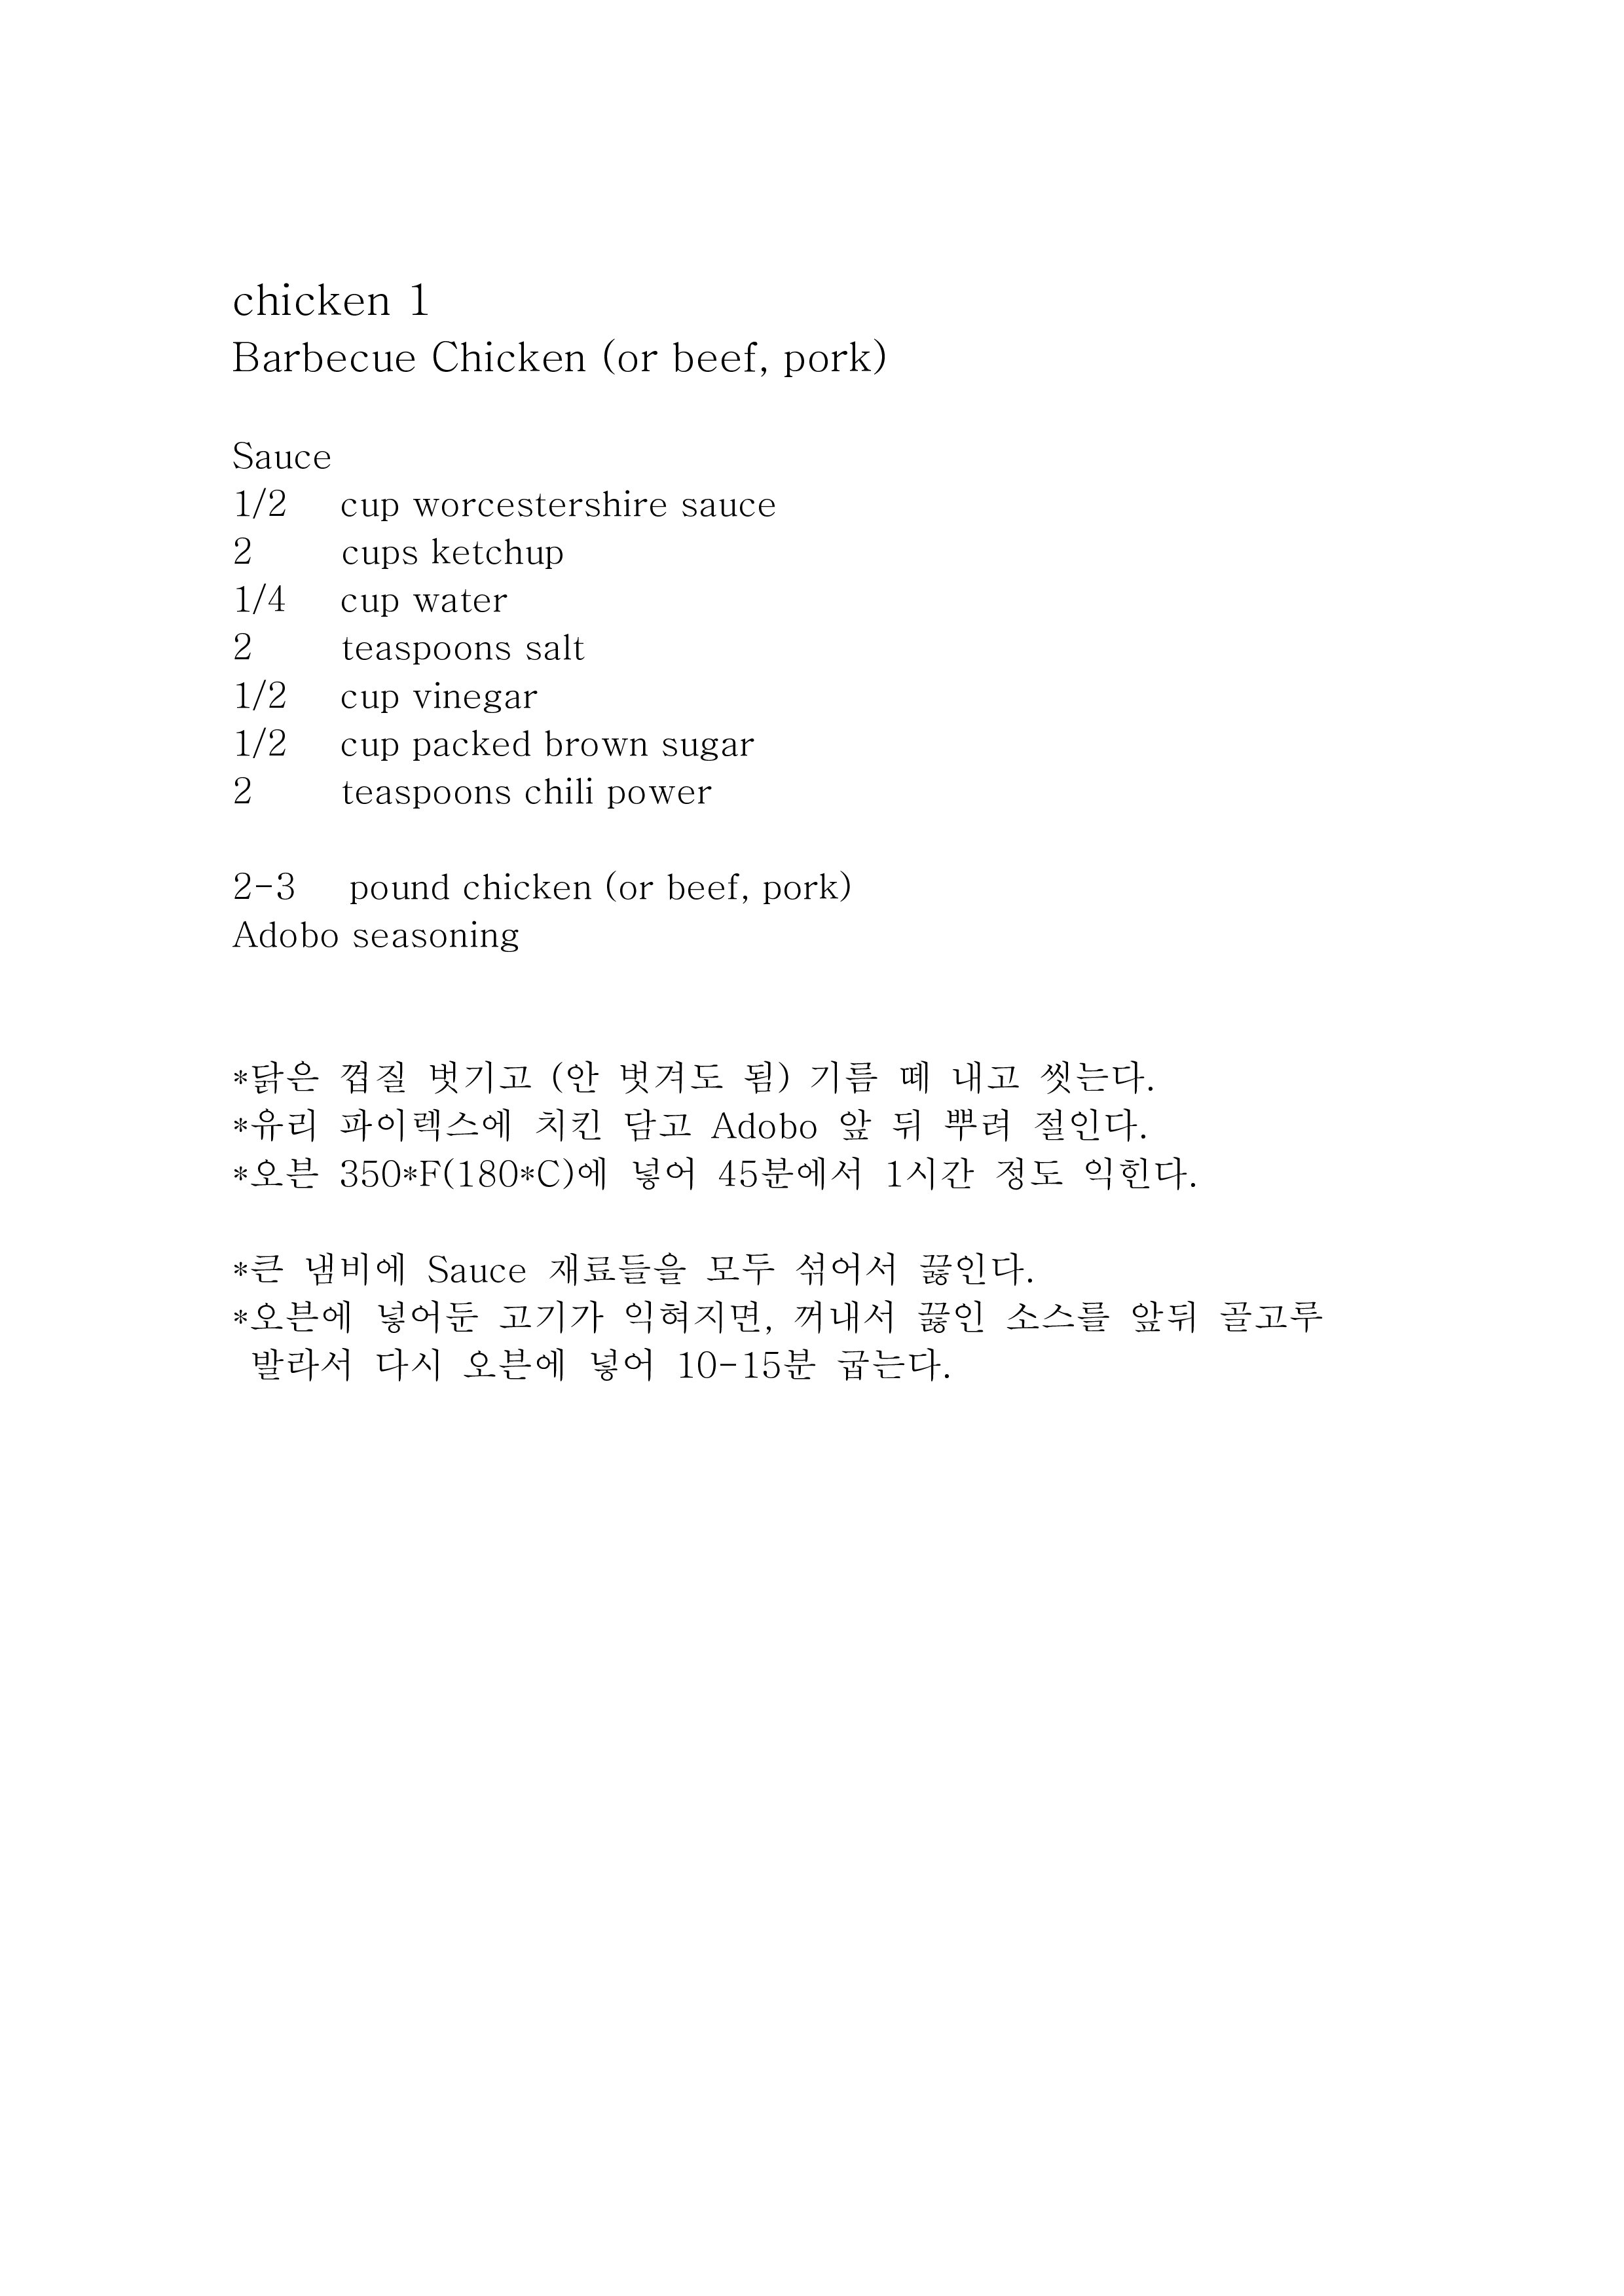 chicken 1
Barbecue Chicken (or beef, pork)
Sauce
1/2 cup worcestershire sauce
2 cups ketchup
1/4 cup water
2 teaspoons salt
1/2 cup vinegar
1/2 cup packed brown sugar
2 teaspoons chili power
2-3 pound chicken (or beef, pork)
Adobo seasoning
*닭은 껍질 벗기고 (안 벗겨도 됨) 기름 떼 내고 씻는다.
*유리 파이렉스에 치킨 담고 Adobo 앞 뒤 뿌려 절인다.
*오븐 350*F(180*C)에 넣어 45분에서 1시간 정도 익힌다.
*큰 냄비에 Sauce 재료들을 모두 섞어서 끓인다.
*오븐에 넣어둔 고기가 익혀지면, 꺼내서 끓인 소스를 앞뒤 골고루
발라서 다시 오븐에 넣어 10-15분 굽는다.